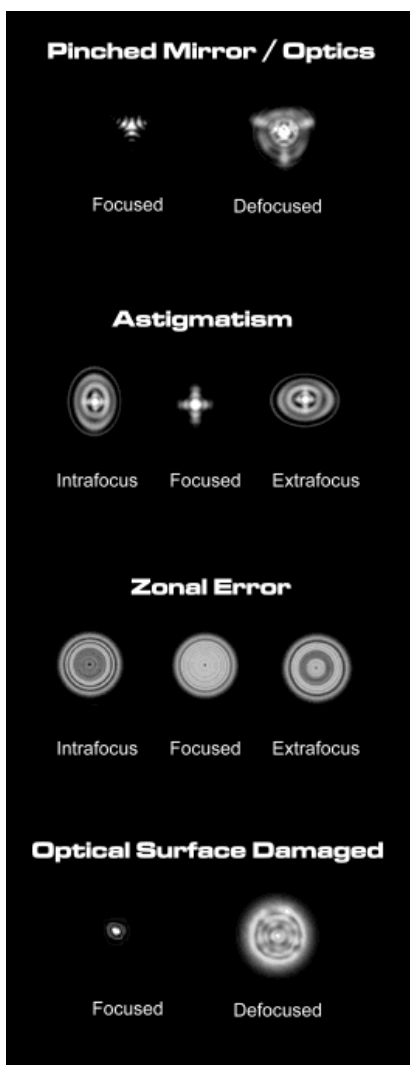 Pinched Mirror / Optics
Focused Defocused
Astigmatism
Intrafocus Focused Extrafocus
Zonal Error
Intrafocus Focused Extrafocus
Optical Surface Damaged
Focused Defocused